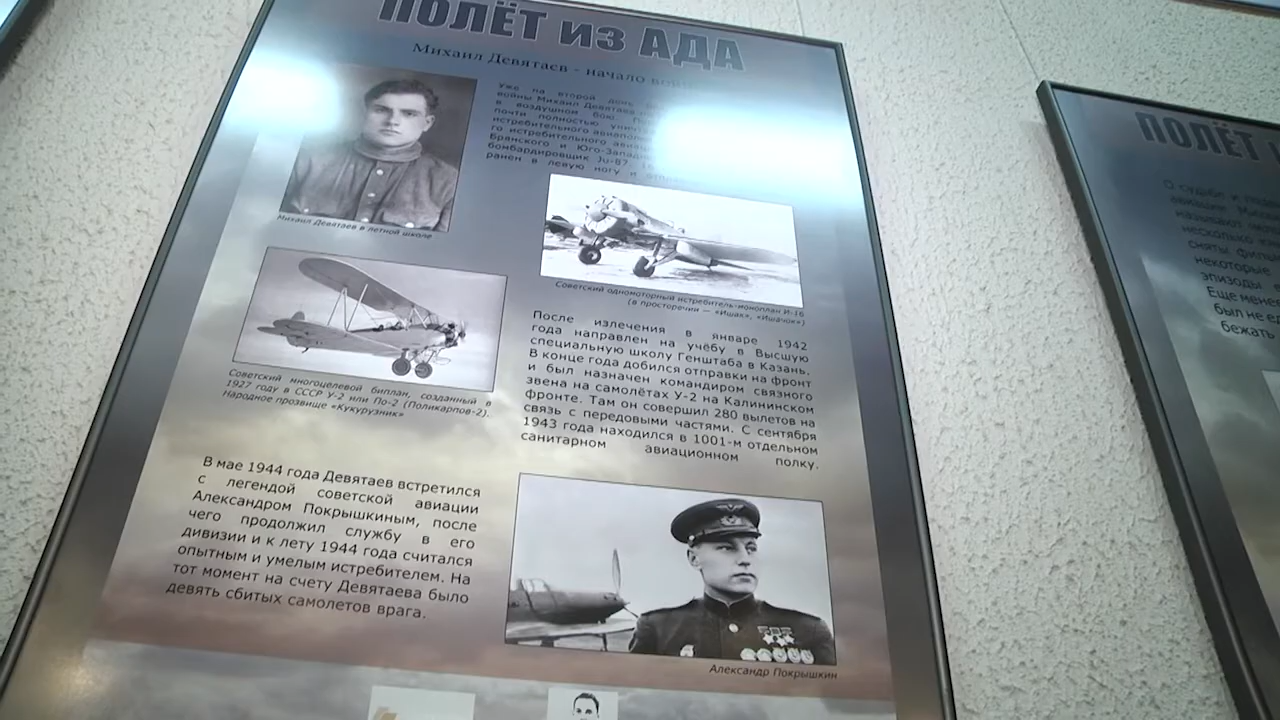 ПОЛЁТ ИЗ АДА
Михаил Девятаев - начало
Уже на второй день
войны Михаил Девятаев
в воздушном бою
почти полностью
истребительного
го истребительного
Брянского и Юго-Запад
бомбардировщик Ju-87
ранен в левую ногу и
Михаил Девятаев в летной школе
Советский одномоторный истребитель-моноплан И-16
(в просторечии — «Ишак», «Ишачок»)
Советский многоцелевой биплан, созданный в
1927 году в СССР У-2 или По-2 (Поликарпов-2).
Народное прозвище «Кукурузник»
После излечения в январе 1942
года направлен на учёбу в Высшую
специальную школу Генштаба в Казань.
В конце года добился отправки на фронт
и был назначен командиром связного
звена на самолётах У-2 на Калининском
фронте. Там он совершил 280 вылетов на
связь с передовыми частями. С сентября
1943 года находился в 1001-м отдельном
санитарном авиационном полку.
В мае 1944 года Девятаев встретился
с легендой советской авиации
Александром Покрышкиным, после
чего продолжил службу в его
дивизии и к лету 1944 года считался
опытным и умелым истребителем. На
тот момент на счету Девятаева было
девять сбитых самолетов врага.
Александр Покрышкин
ПОЛЁТ
О судьбе и
авиации
называют
несколько
сняты
некоторые
эпизоды
Еще
был не
бежать